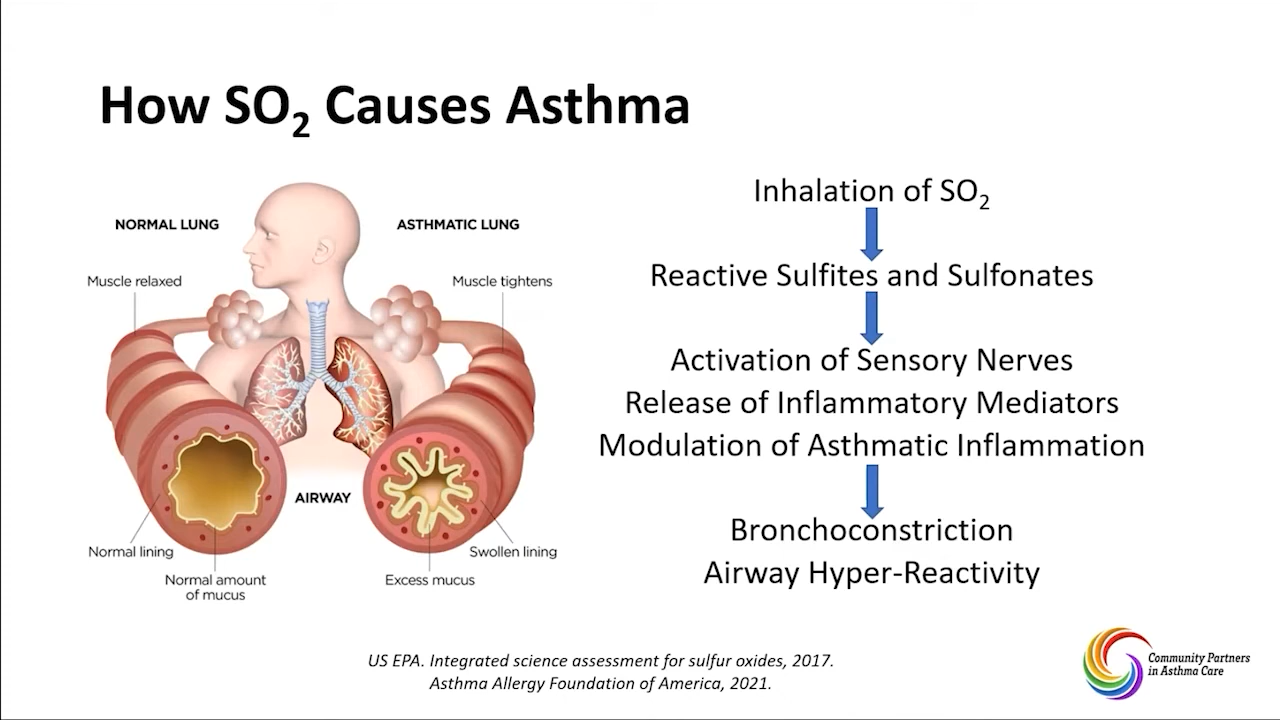 How SO₂ Causes Asthma
NORMAL LUNG
ASTHMATIC LUNG
Muscle relaxed
Muscle tightens
AIRWAY
Normal lining
Swollen lining
Normal amount
of mucus
Excess mucus
Inhalation of SO₂
Reactive Sulfites and Sulfonates
Activation of Sensory Nerves
Release of Inflammatory Mediators
Modulation of Asthmatic Inflammation
Bronchoconstriction
Airway Hyper-Reactivity
US EPA. Integrated science assessment for sulfur oxides, 2017.
Asthma Allergy Foundation of America, 2021.
Community Partners
in Asthma Care